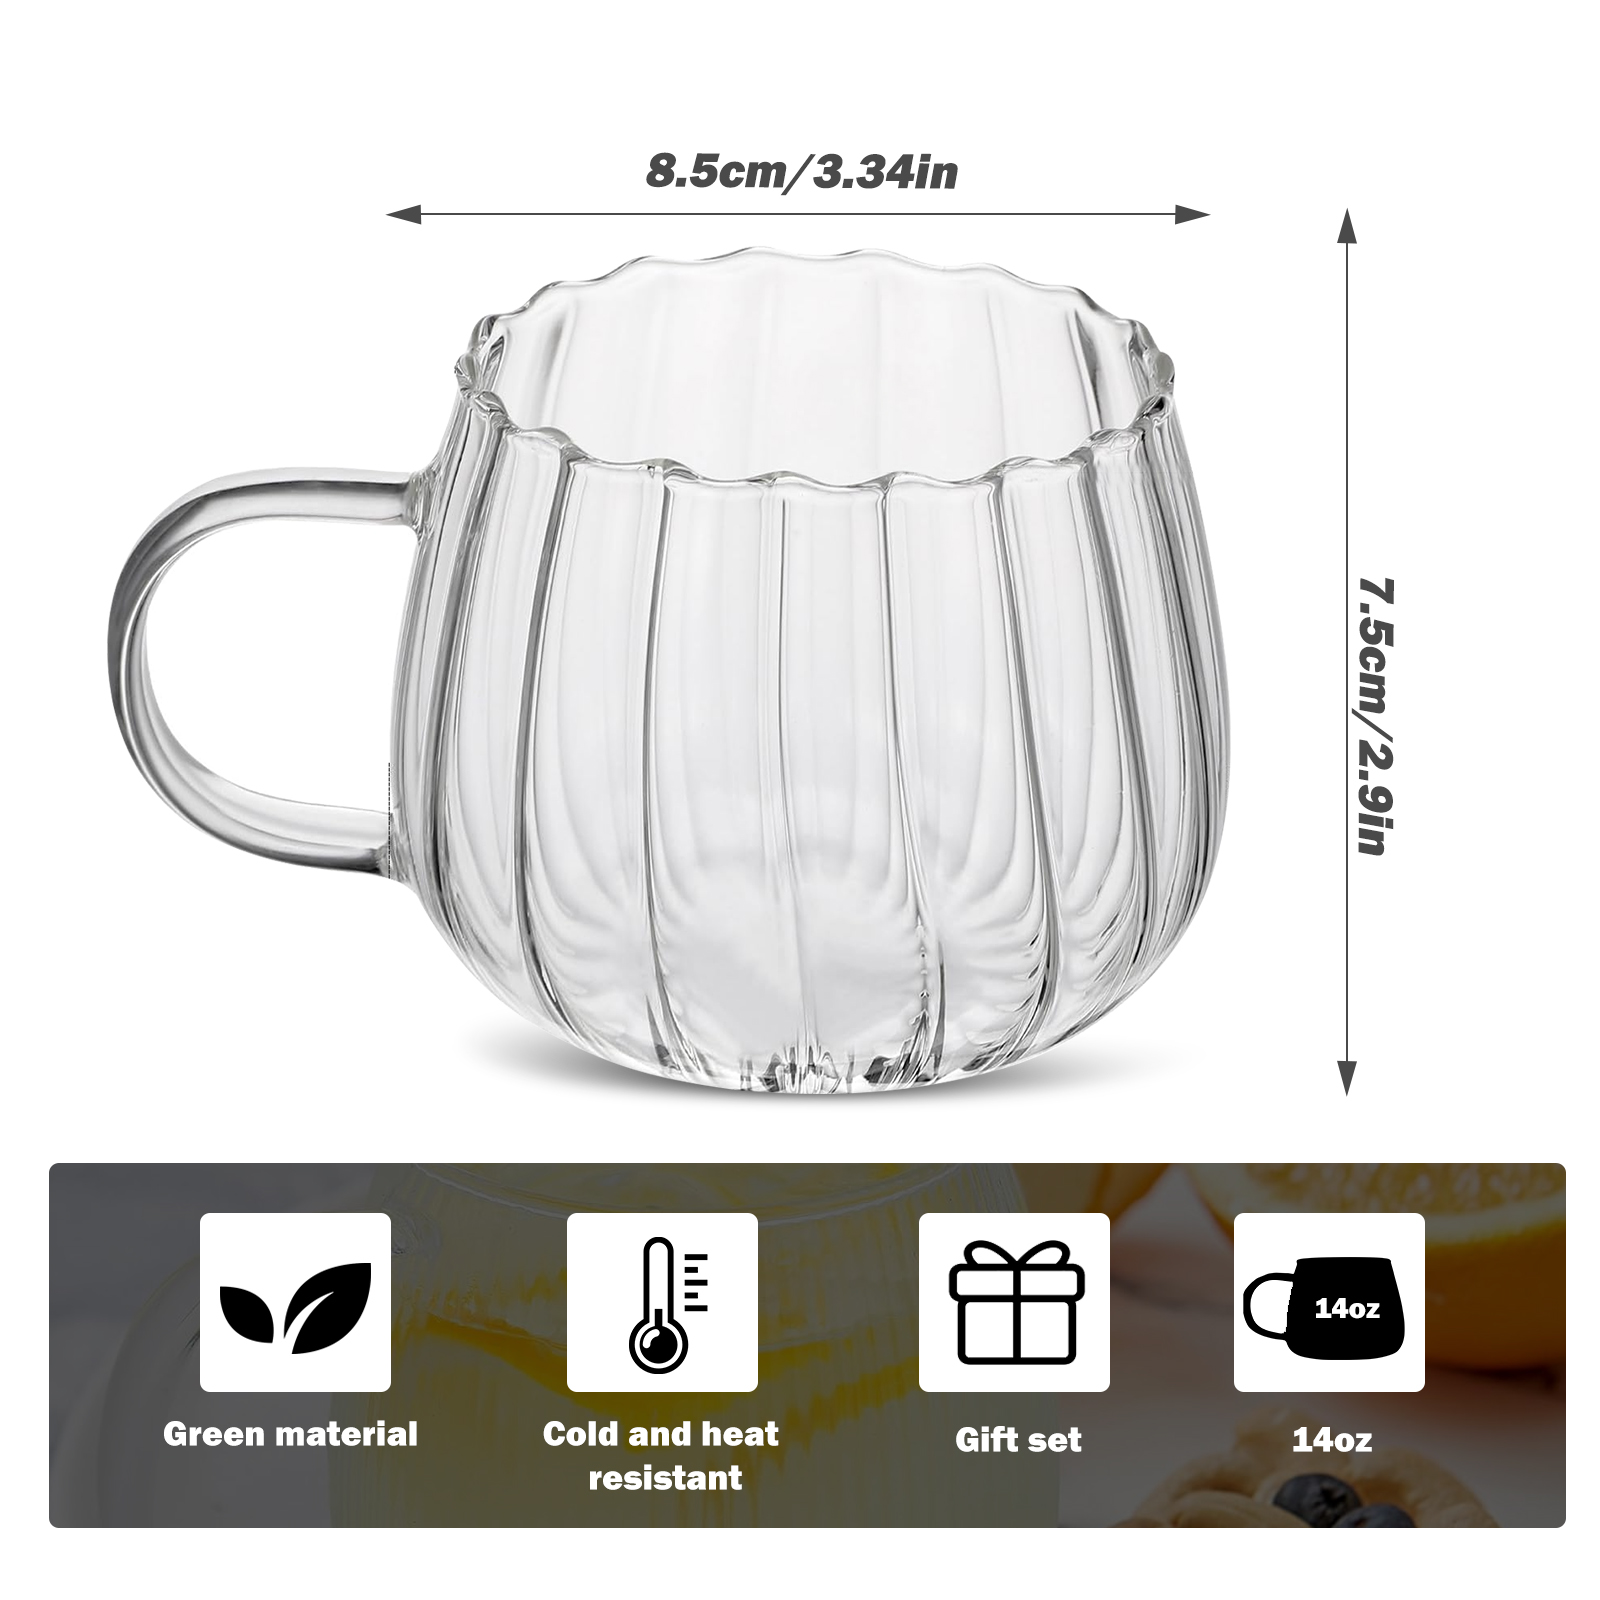 8.5cm/3.34in
7.5cm/2.9in
14oz
Green material
Cold and heat
resistant
Gift set
14oz